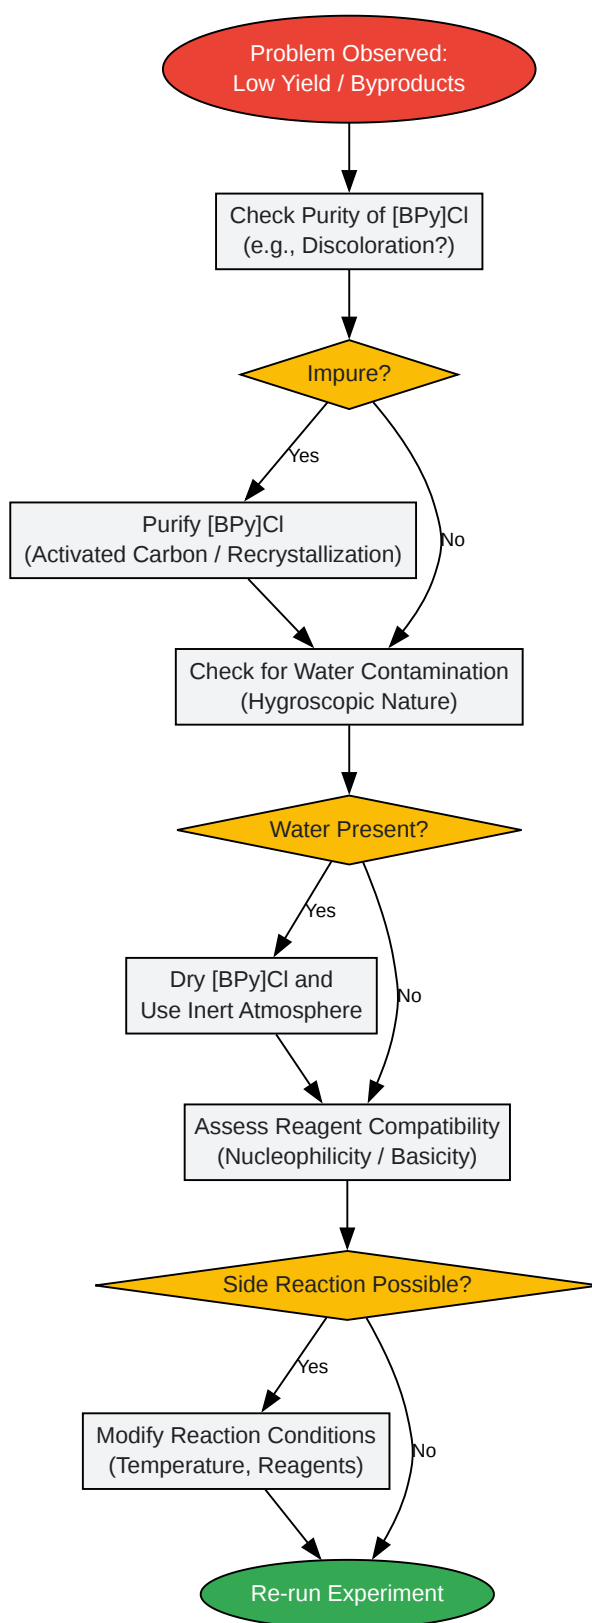 Problem Observed:
Low Yield / Byproducts
Check Purity of [BPy]Cl
(e.g., Discoloration?)
Impure?
Yes
Purify [BPy]Cl
(Activated Carbon / Recrystallization)
No
Check for Water Contamination
(Hygroscopic Nature)
Water Present?
Yes
Dry [BPy]Cl and
Use Inert Atmosphere
No
Assess Reagent Compatibility
(Nucleophilicity / Basicity)
Side Reaction Possible?
Yes
Modify Reaction Conditions
(Temperature, Reagents)
No
Re-run Experiment